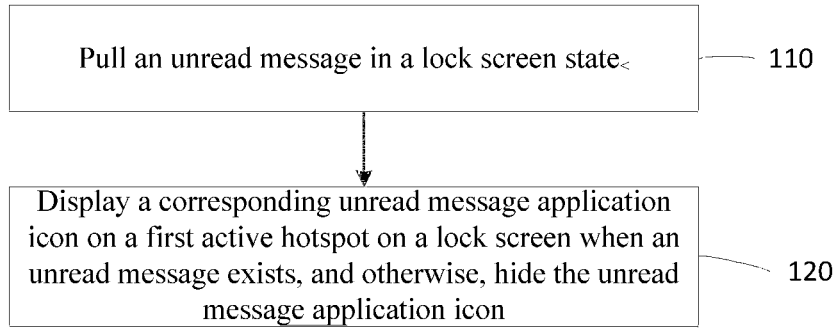 Pull an unread message in a lock screen state<
110
Display a corresponding unread message application
icon on a first active hotspot on a lock screen when an
unread message exists, and otherwise, hide the unread
message application icon
120